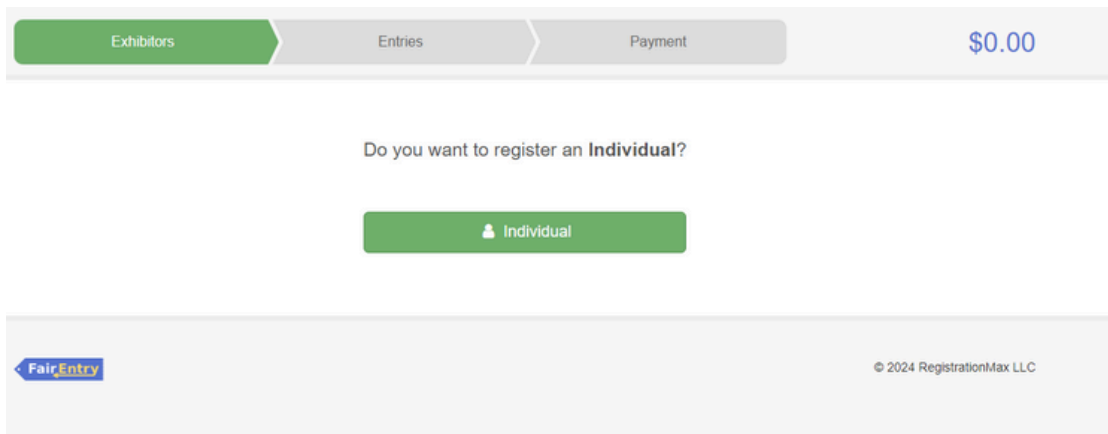 Exhibitors
Entries
Payment
$0.00
Do you want to register an Individual?
Individual
FairEntry
© 2024 RegistrationMax LLC